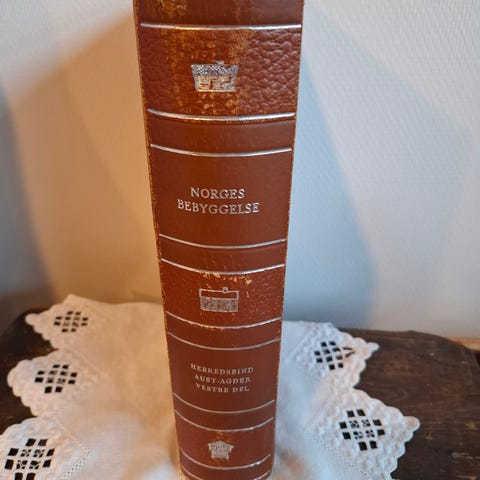 NORGES
BEBYGGELSE
HERREDSBIND
AUST-AGDER
VESTRE DEL